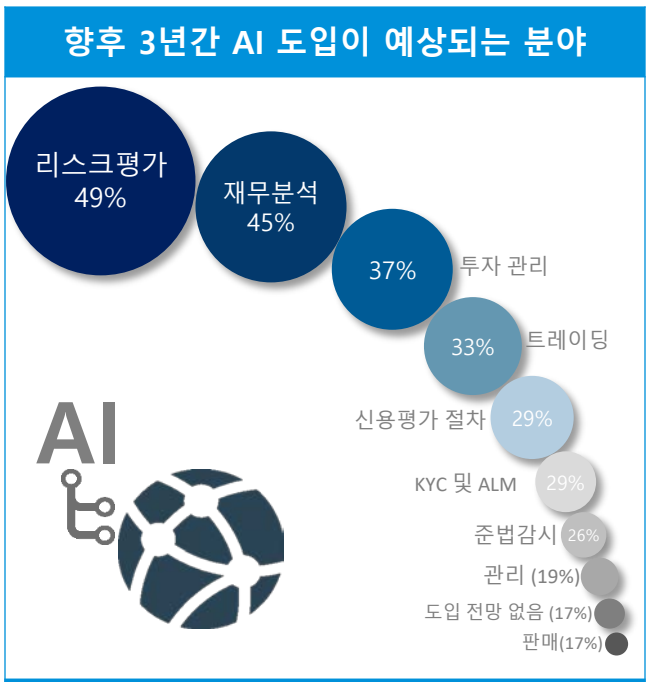 향후 3년간 AI 도입이 예상되는 분야
리스크평가
49%
재무분석
45%
37%
투자 관리
33%
트레이딩
신용평가 절차
29%
KYC 및 ALM
29%
준법감시
26%
관리 (19%)
도입 전망 없음 (17%)
판매(17%)
AI